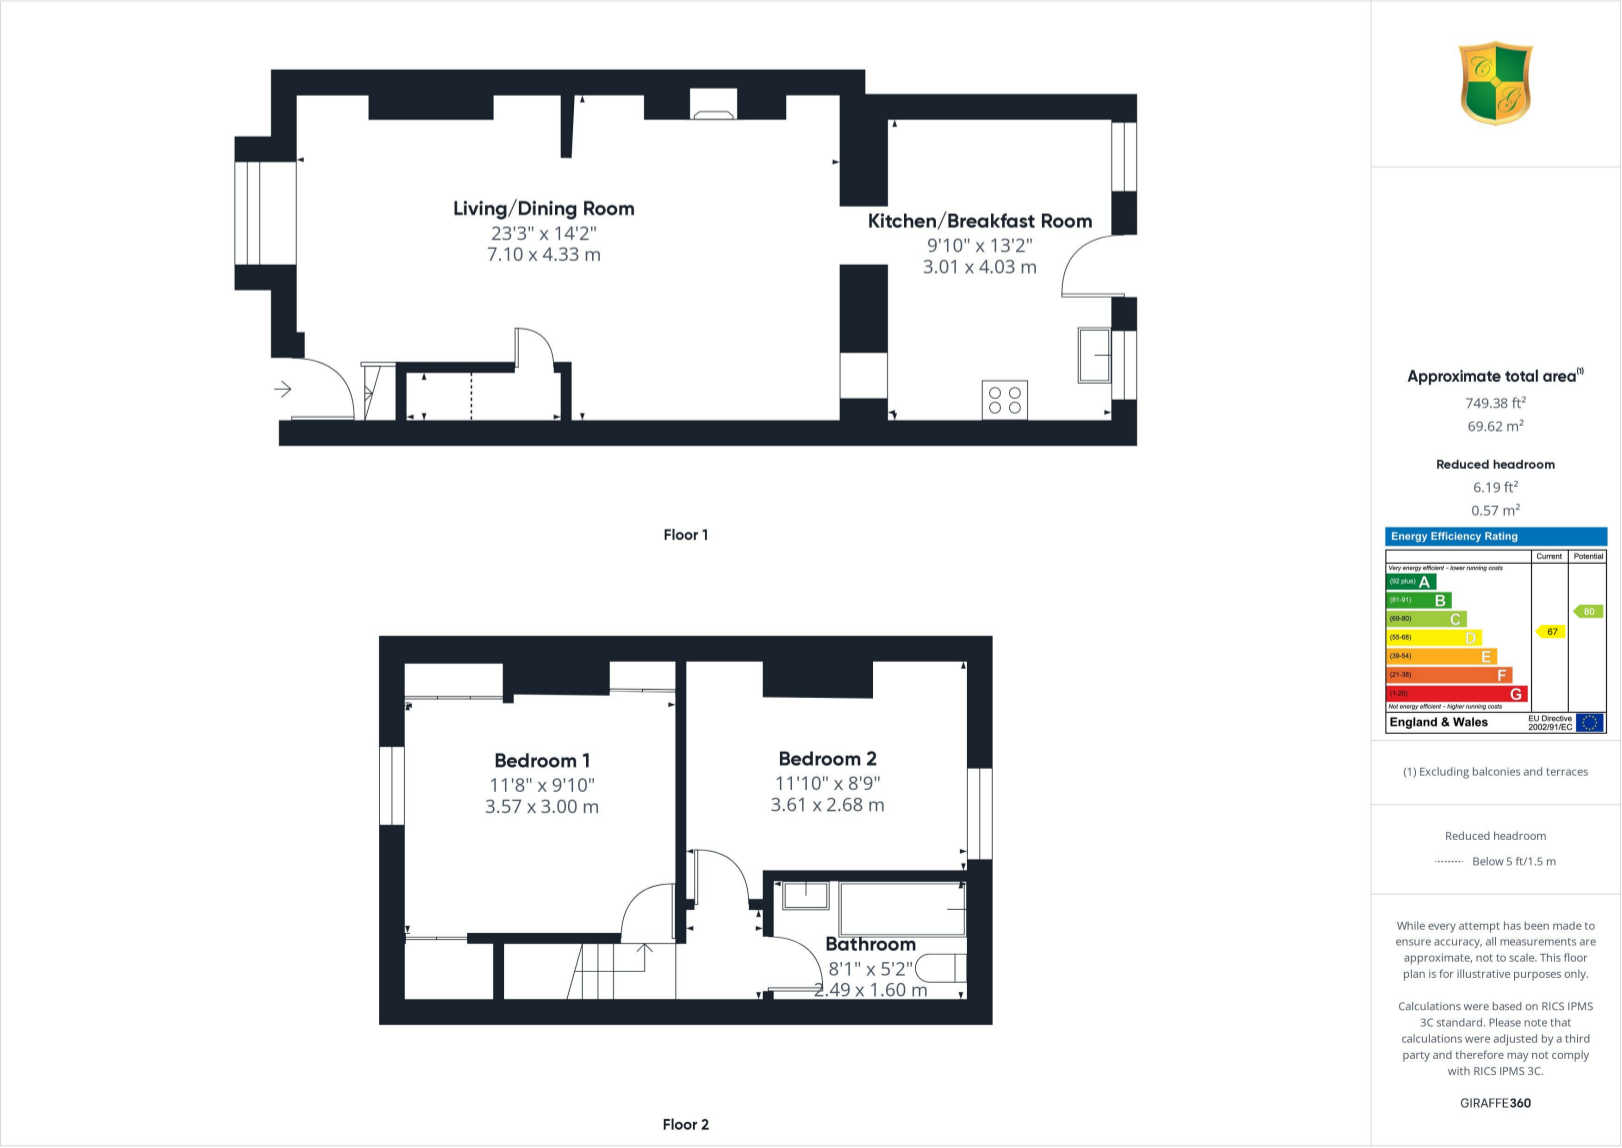 Living/Dining Room
23'3" x 14'2"
7.10 x 4.33 m
Kitchen/Breakfast Room
9'10" x 13'2"
3.01 x 4.03 m
Floor 1
Bedroom 1
11'8" x 9'10"
3.57 x 3.00 m
Bedroom 2
11'10" x 8'9"
3.61 x 2.68 m
Bathroom
8'1" x 5'2"
2.49 x 1.60 m
Floor 2
C
G
Approximate total area(1)
749.38 ft²
69.62 m²
Reduced headroom
6.19 ft²
0.57 m²
Energy Efficiency Rating
Current Potential
Very energy efficient – lower running costs
(92 plus) A
(81-91) B
80
(69-80) C
67
(55-68) D
(39-54) E
(21-38) F
(1-20) G
Not energy efficient – higher running costs
England & Wales
EU Directive
2002/91/EC
(1) Excluding balconies and terraces
Reduced headroom
Below 5 ft/1.5 m
While every attempt has been made to
ensure accuracy, all measurements are
approximate, not to scale. This floor
plan is for illustrative purposes only.
Calculations were based on RICS IPMS
3C standard. Please note that
calculations were adjusted by a third
party and therefore may not comply
with RICS IPMS 3C.
GIRAFFE360